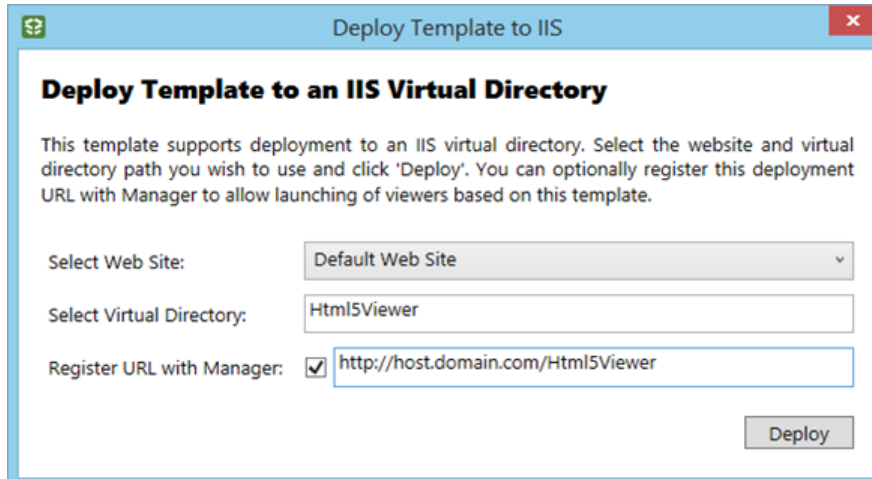 Deploy Template to IIS
Deploy Template to an IIS Virtual Directory
This template supports deployment to an IIS virtual directory. Select the website and virtual
directory path you wish to use and click 'Deploy'. You can optionally register this deployment
URL with Manager to allow launching of viewers based on this template.
Select Web Site: Default Web Site
Select Virtual Directory: Html5Viewer
Register URL with Manager: http://host.domain.com/Html5Viewer
Deploy